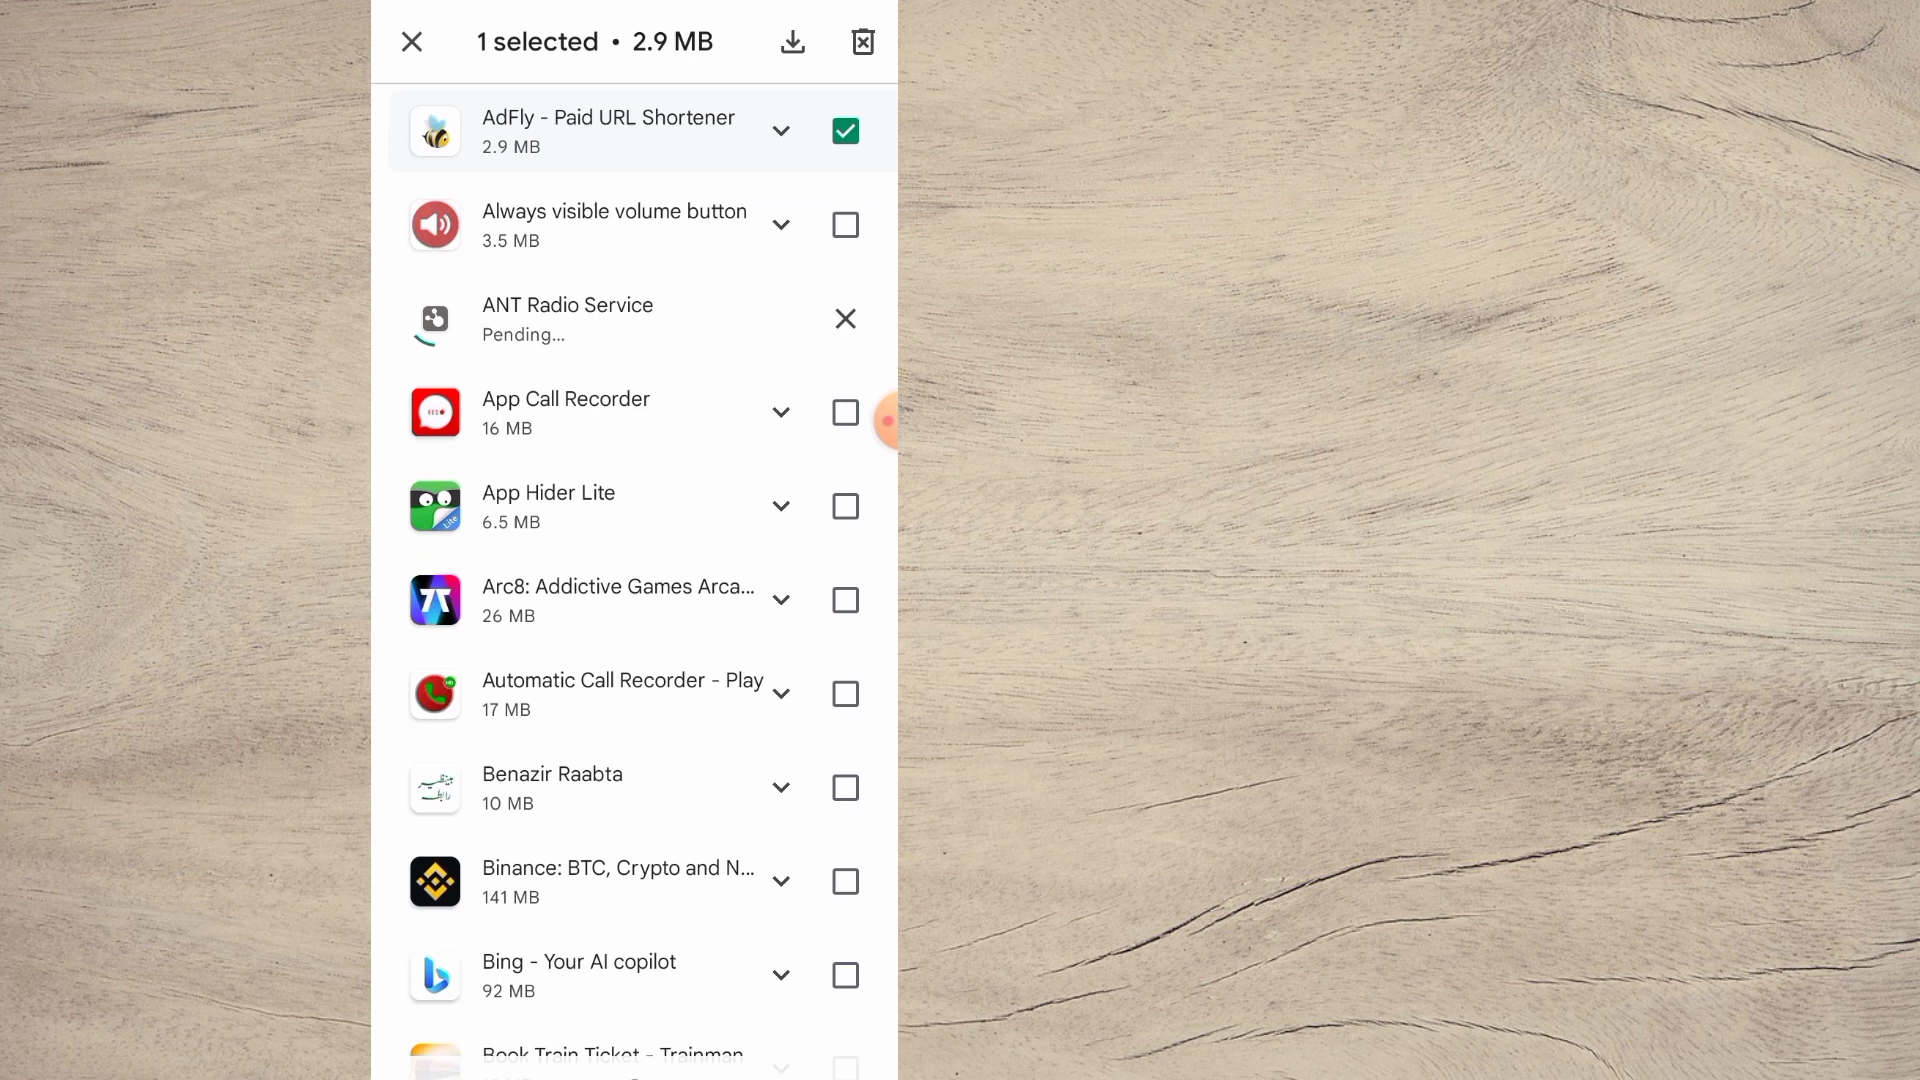 1 selected • 2.9 MB
AdFly - Paid URL Shortener
2.9 MB
Always visible volume button
3.5 MB
ANT Radio Service
Pending...
App Call Recorder
16 MB
App Hider Lite
6.5 MB
Lite
Arc8: Addictive Games Arca...
26 MB
Automatic Call Recorder - Play
17 MB
Benazir Raabta
10 MB
بینظیر
رابطہ
Binance: BTC, Crypto and N...
141 MB
Bing - Your AI copilot
92 MB
Book Train Ticket - Trainman